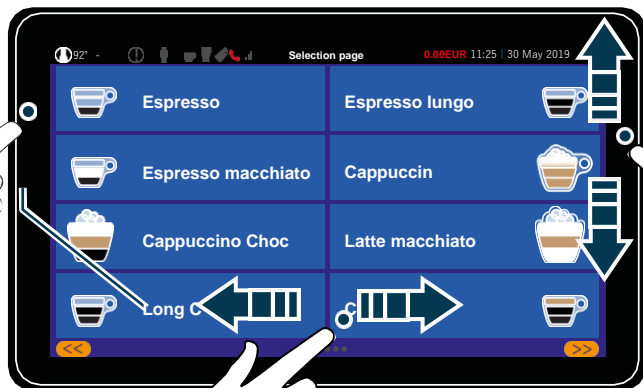 92° - Selection page 0.00EUR 11:25 | 30 May 2019
Espresso Espresso lungo
Espresso macchiato Cappuccin
Cappuccino Choc Latte macchiato
Long C C
<< >>